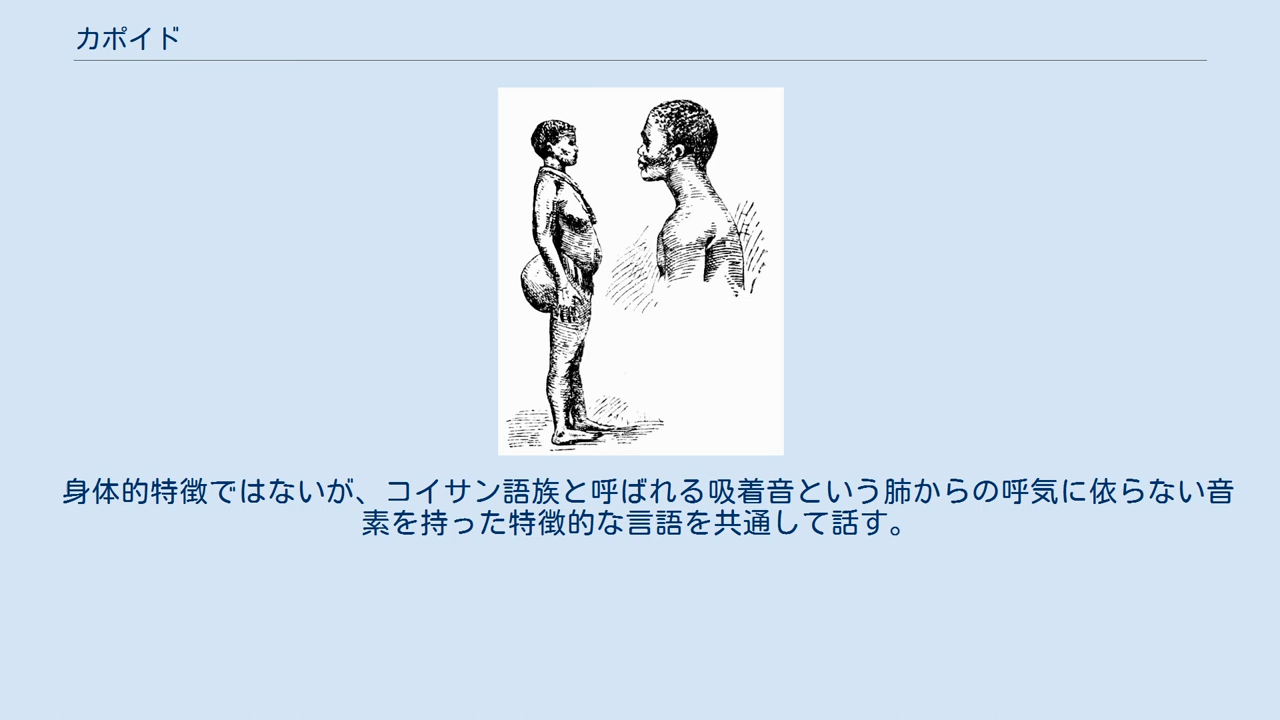 カポイド
身体的特徴ではないが、コイサン語族と呼ばれる吸着音という肺からの呼気に依らない音
素を持った特徴的な言語を共通して話す。